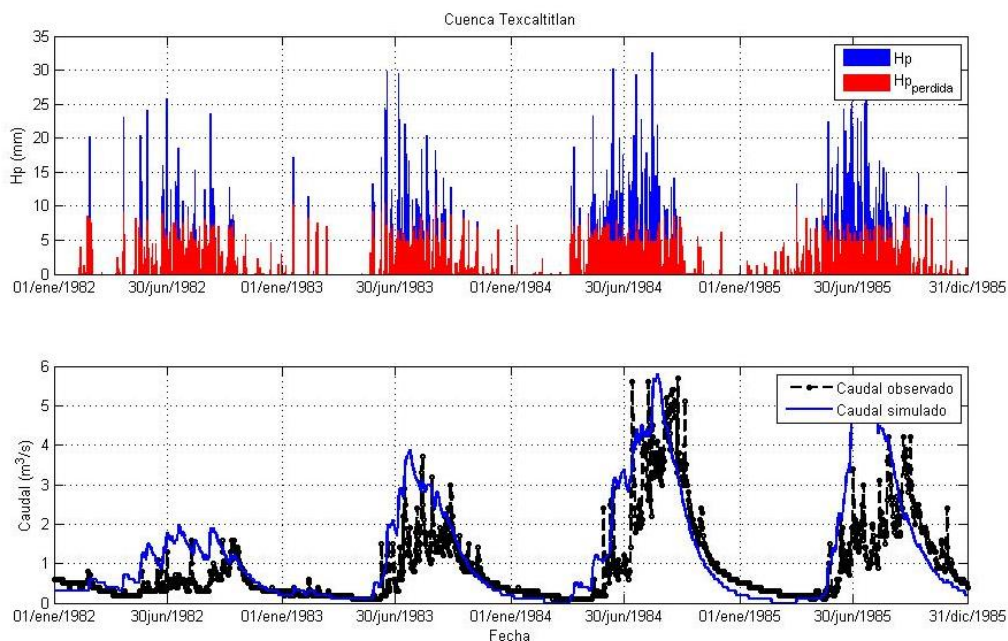 Cuenca Texcaltitlan
35
30
25
20
15
10
5
0
Hp (mm)
Hp
Hp perdida
01/ene/1982 30/jun/1982 01/ene/1983 30/jun/1983 01/ene/1984 30/jun/1984 01/ene/1985 30/jun/1985 31/dic/1985
6
5
4
3
2
1
0
Caudal (m³/s)
Caudal observado
Caudal simulado
01/ene/1982 30/jun/1982 01/ene/1983 30/jun/1983 01/ene/1984 30/jun/1984 01/ene/1985 30/jun/1985 31/dic/1985
Fecha